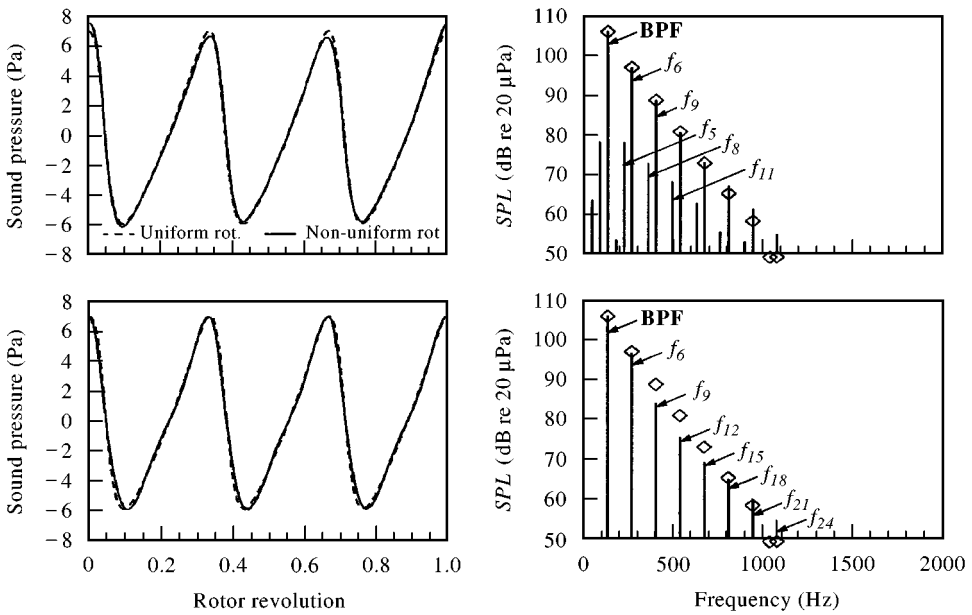 8
6
4
2
0
−2
−4
−6
−8
Sound pressure (Pa)
Uniform rot.
Non-uniform rot
110
100
90
80
70
60
50
SPL (dB re 20 μPa)
BPF
f6
f9
f5
f8
f11
8
6
4
2
0
−2
−4
−6
−8
Sound pressure (Pa)
0 0.2 0.4 0.6 0.8 1.0
Rotor revolution
110
100
90
80
70
60
50
SPL (dB re 20 μPa)
BPF
f6
f9
f12
f15
f18
f21
f24
0 500 1000 1500 2000
Frequency (Hz)